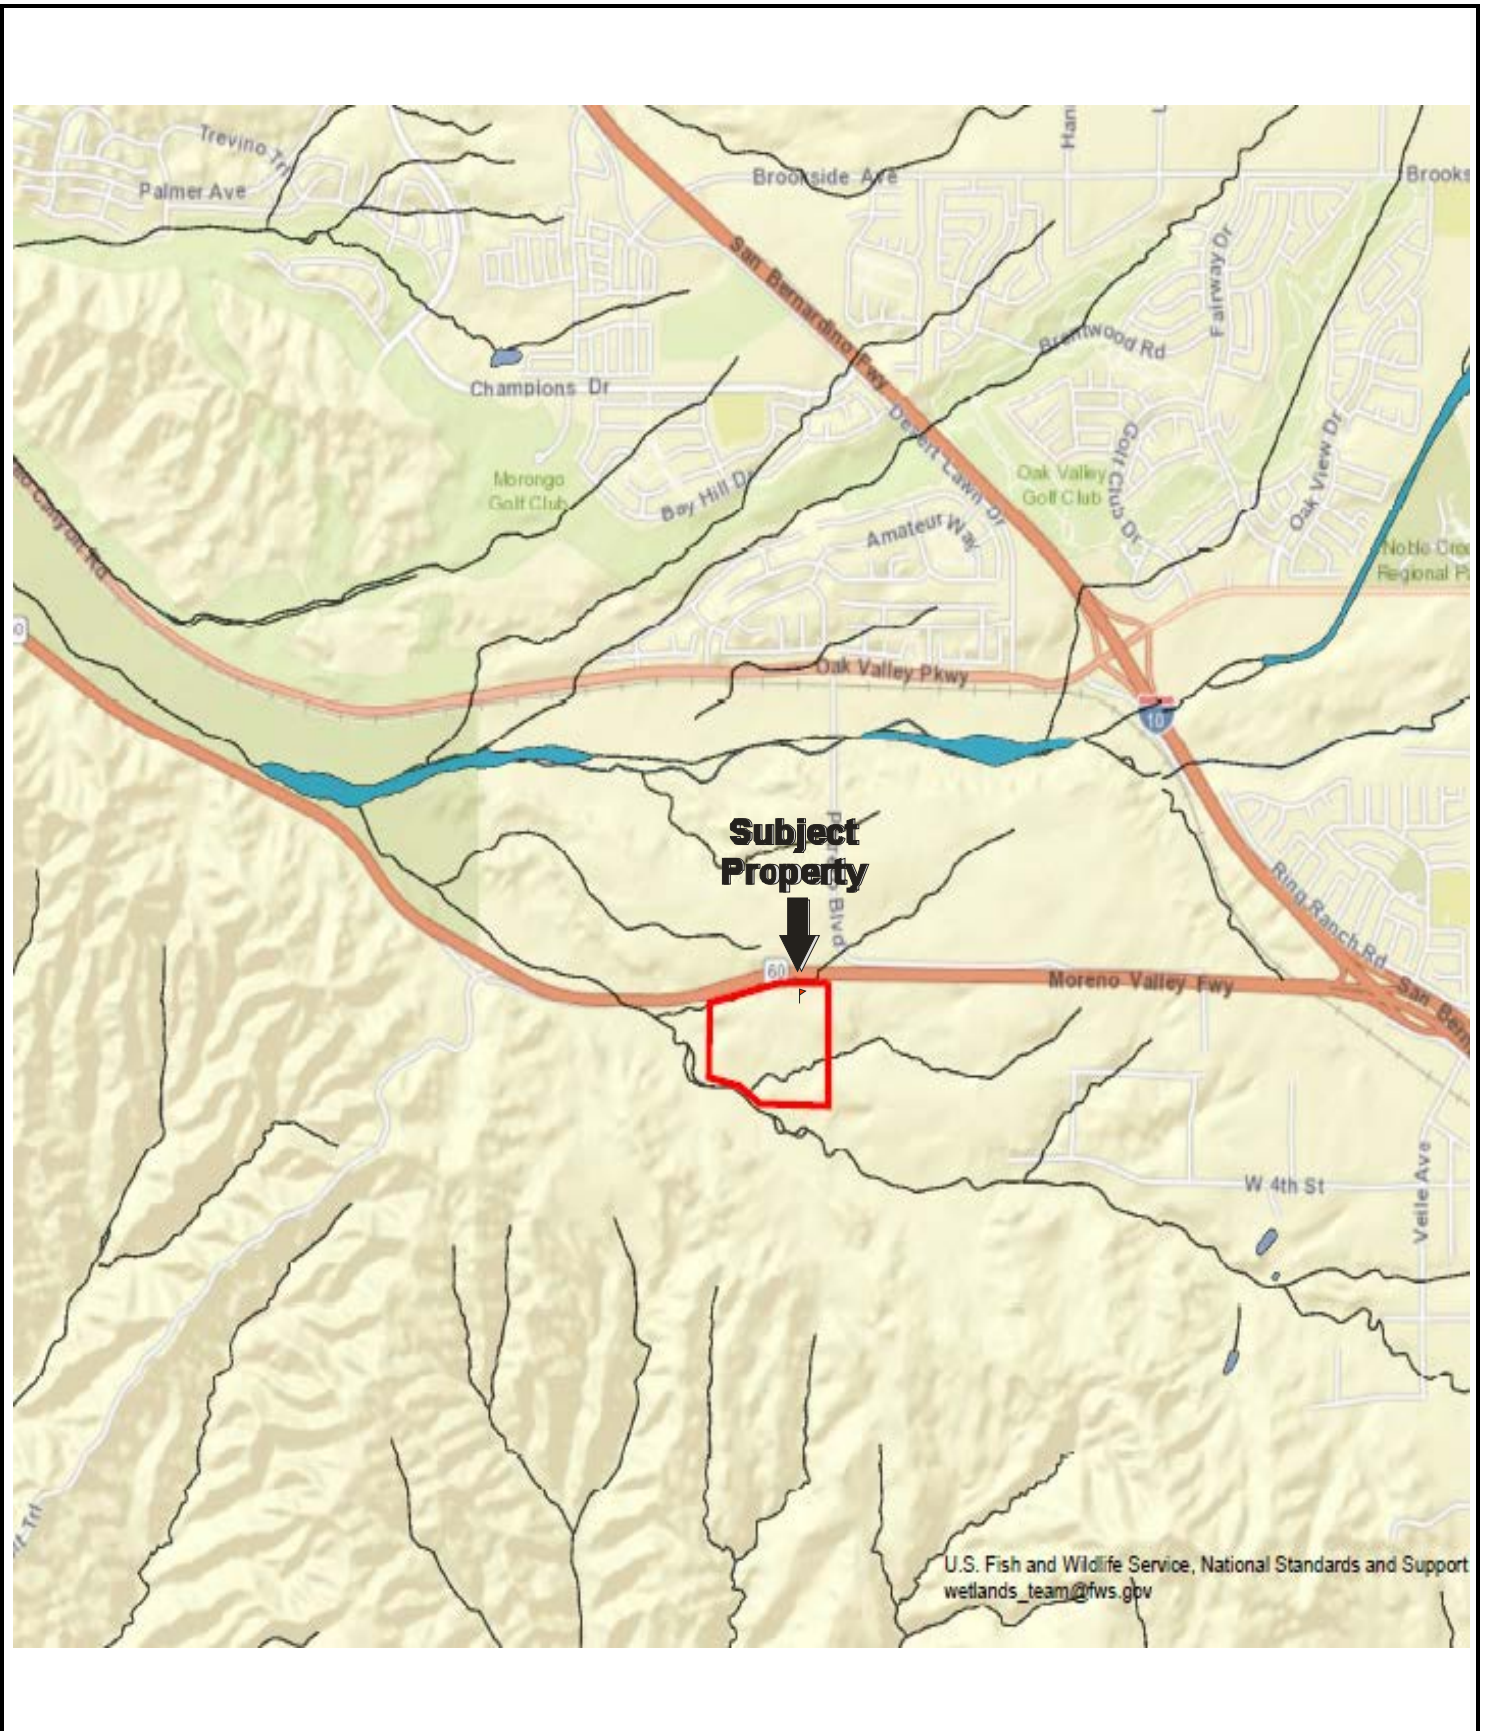 Trevino Trl
Palmer Ave
Brookside Ave
Brooks
San Bernardino Fwy
Fairway Dr
Brentwood Rd
Champions Dr
Desert Lawn Dr
Golf Club Dr
Oak View Dr
Morongo
Golf Club
Bay Hill Dr
Oak Valley
Golf Club
Amateur Way
Oak Valley Pkwy
10
Subject
Property
Blvd
Ring Ranch Rd
60
Moreno Valley Fwy
San Bern
W 4th St
Veile Ave
U.S. Fish and Wildlife Service, National Standards and Support
wetlands_team@fws.gov